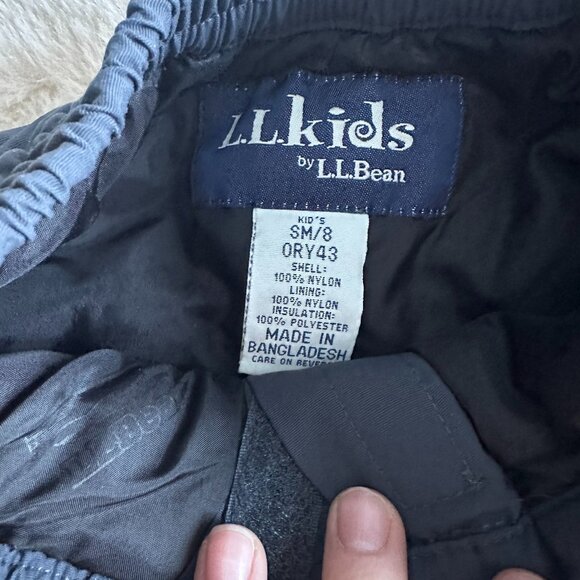 L.L.kids
by L.L.Bean
KID'S
SM/8
0RY43
SHELL:
100% NYLON
LINING:
100% NYLON
INSULATION:
100% POLYESTER
MADE IN
BANGLADESH
CARE ON REVERSE